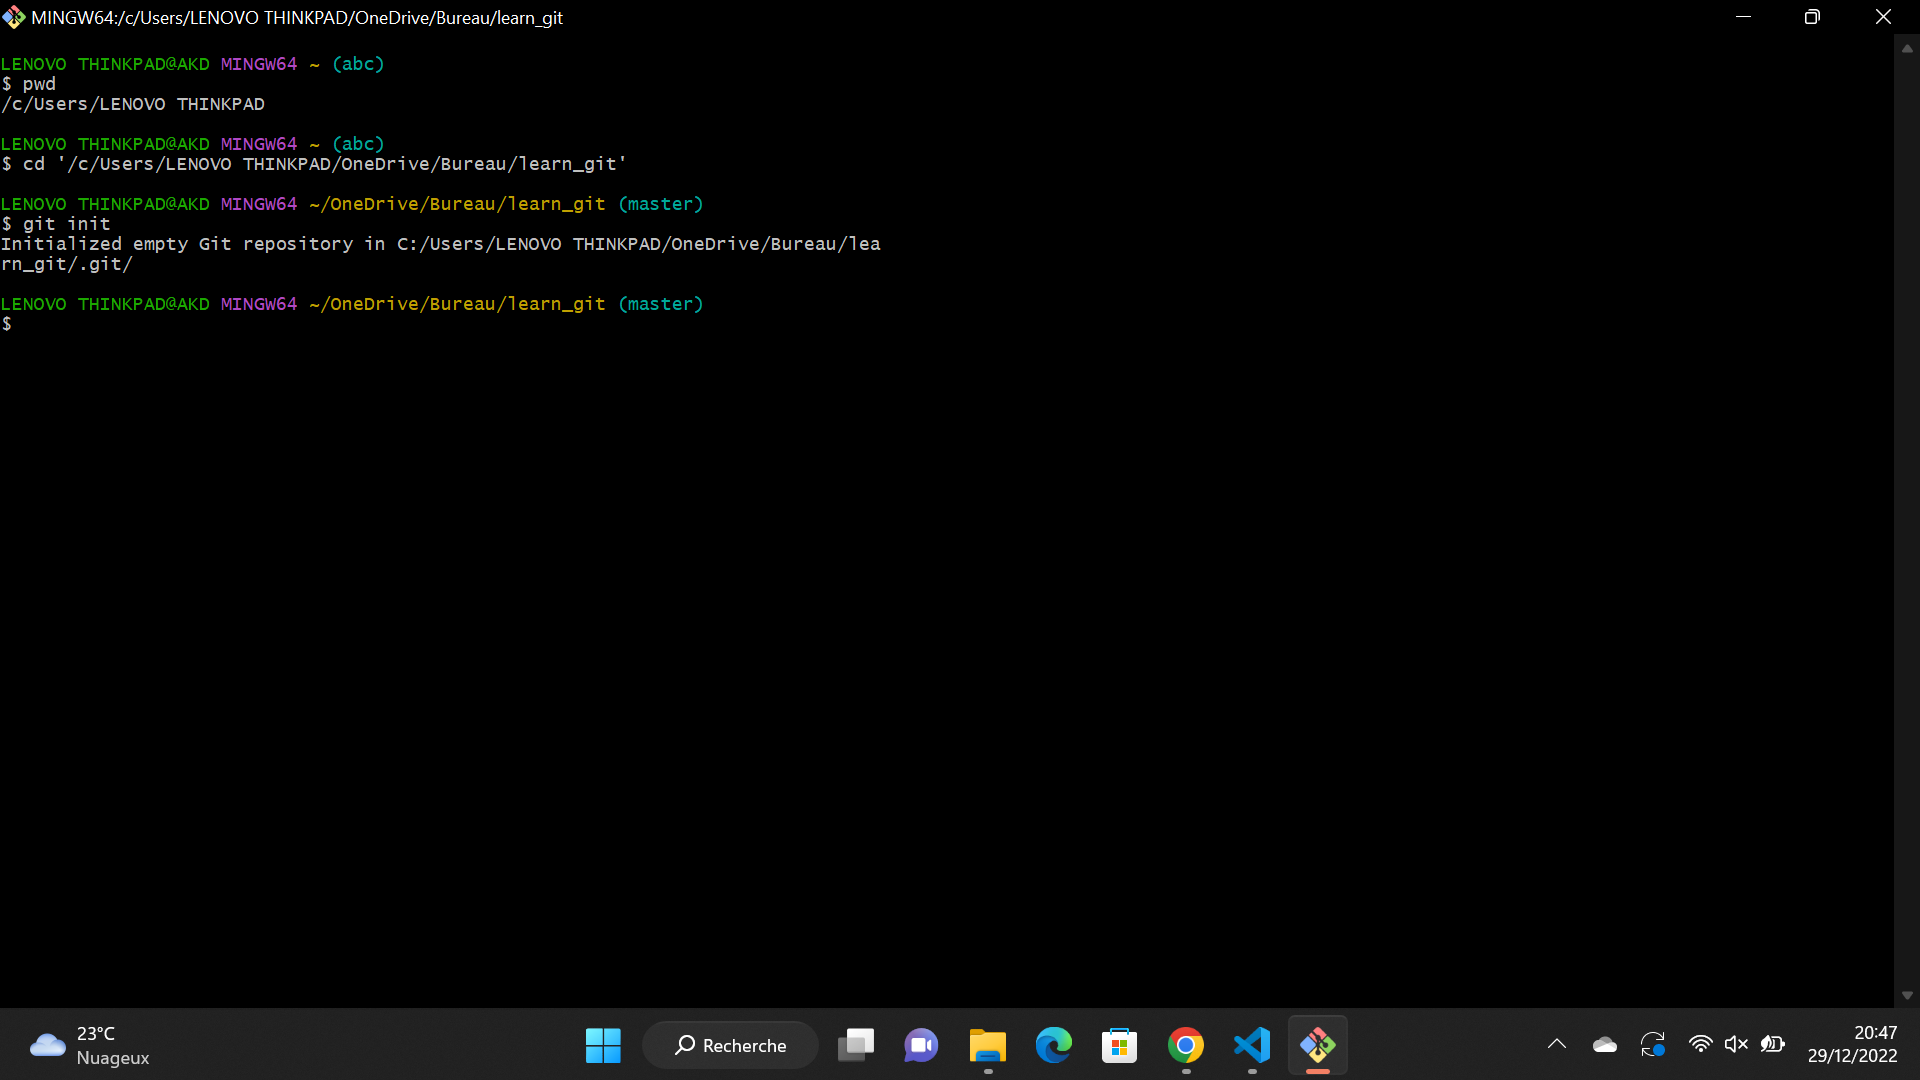 MINGW64:/c/Users/LENOVO THINKPAD/OneDrive/Bureau/learn_git
LENOVO THINKPAD@AKD MINGW64 ~ (abc)
$ pwd
/c/Users/LENOVO THINKPAD
LENOVO THINKPAD@AKD MINGW64 ~ (abc)
$ cd '/c/Users/LENOVO THINKPAD/OneDrive/Bureau/learn_git'
LENOVO THINKPAD@AKD MINGW64 ~/OneDrive/Bureau/learn_git (master)
$ git init
Initialized empty Git repository in C:/Users/LENOVO THINKPAD/OneDrive/Bureau/lea
rn_git/.git/
LENOVO THINKPAD@AKD MINGW64 ~/OneDrive/Bureau/learn_git (master)
$
23°C
Nuageux
Recherche
20:47
29/12/2022